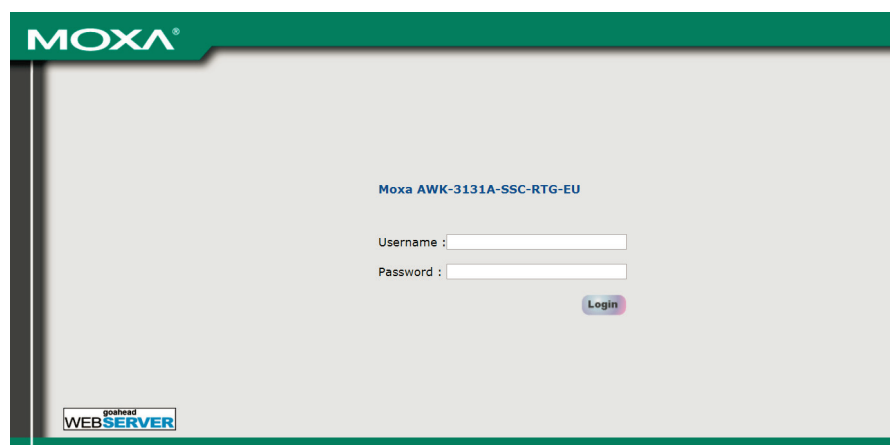 MOXA®
Moxa AWK-3131A-SSC-RTG-EU
Username :
Password :
Login
goahead
WEBSERVER